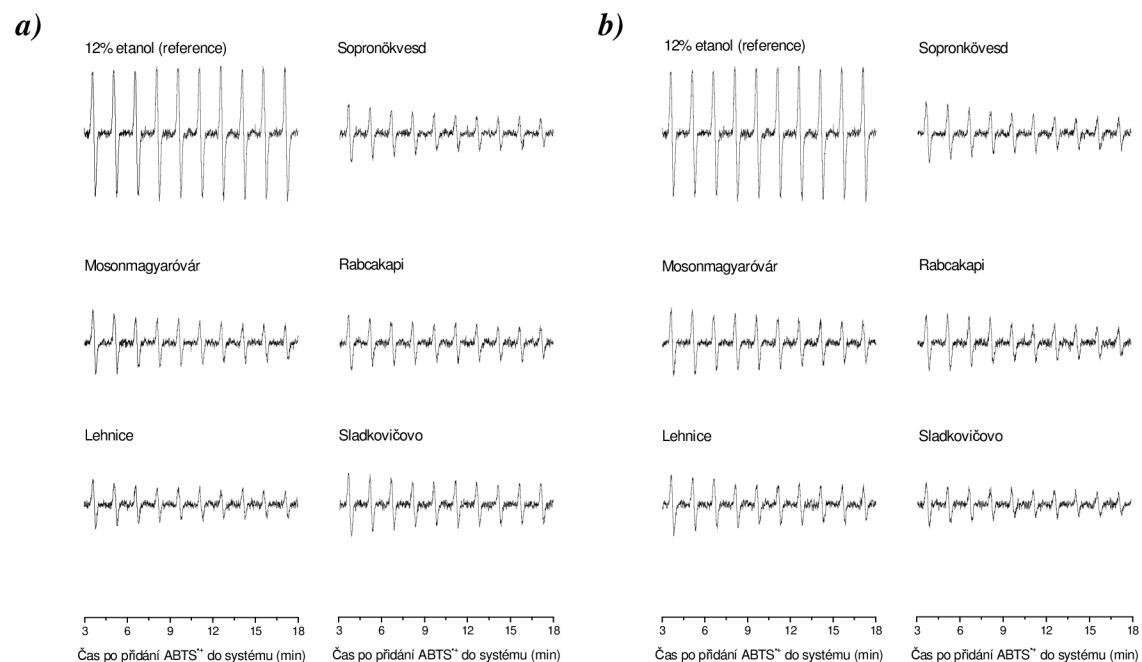 a)
12% etanol (reference)
Sopronökvesd
Mosonmagyaróvár
Rabcakapi
Lehnice
Sladkovičovo
3 6 9 12 15 18
3 6 9 12 15 18
Čas po přidání ABTS•+ do systému (min)
Čas po přidání ABTS•+ do systému (min)
b)
12% etanol (reference)
Sopronkövesd
Mosonmagyaróvár
Rabcakapi
Lehnice
Sladkovičovo
3 6 9 12 15 18
3 6 9 12 15 18
Čas po přidání ABTS•+ do systému (min)
Čas po přidání ABTS•+ do systému (min)